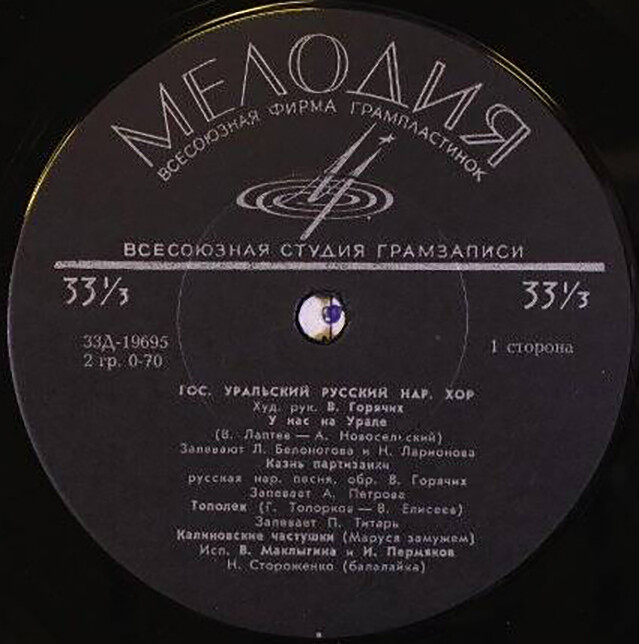 МЕЛОДИЯ
ВСЕСОЮЗНАЯ ФИРМА ГРАМПЛАСТИНОК
ВСЕСОЮЗНАЯ СТУДИЯ ГРАМЗАПИСИ
33⅓ 33⅓
33Д-19695
2 гр. 0-70
1 сторона
ГОС. УРАЛЬСКИЙ РУССКИЙ НАР. ХОР
Худ. рук. В. Горячих
У нас на Урале
(В. Лаптев — А. Новосельский)
Запевают Л. Белоногова и Н. Ларионова
Казнь партизанки
русская нар. песня, обр. В. Горячих
Запевает А. Петрова
Тополек (Г. Топорков — В. Елисеев)
Запевает П. Титарь
Калиновские частушки (Маруся замужем)
Исп. В. Маклыгина и И. Пермяков
Н. Стороженко (балалайка)